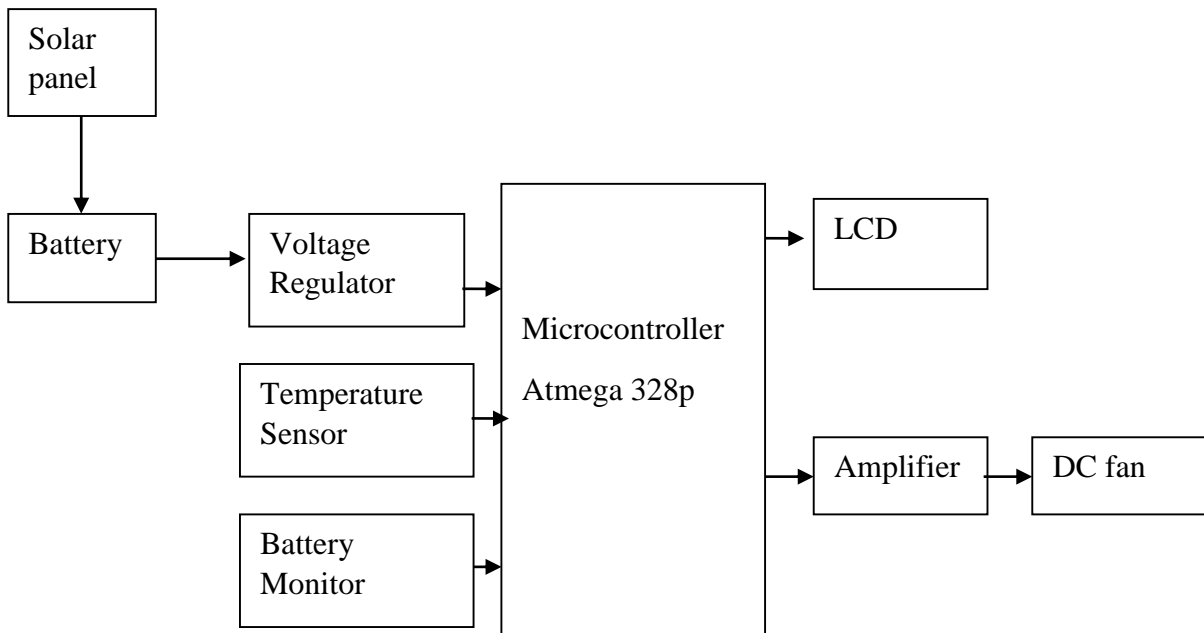 Solar
panel
Battery
Voltage
Regulator
Temperature
Sensor
Battery
Monitor
Microcontroller
Atmega 328p
LCD
Amplifier
DC fan